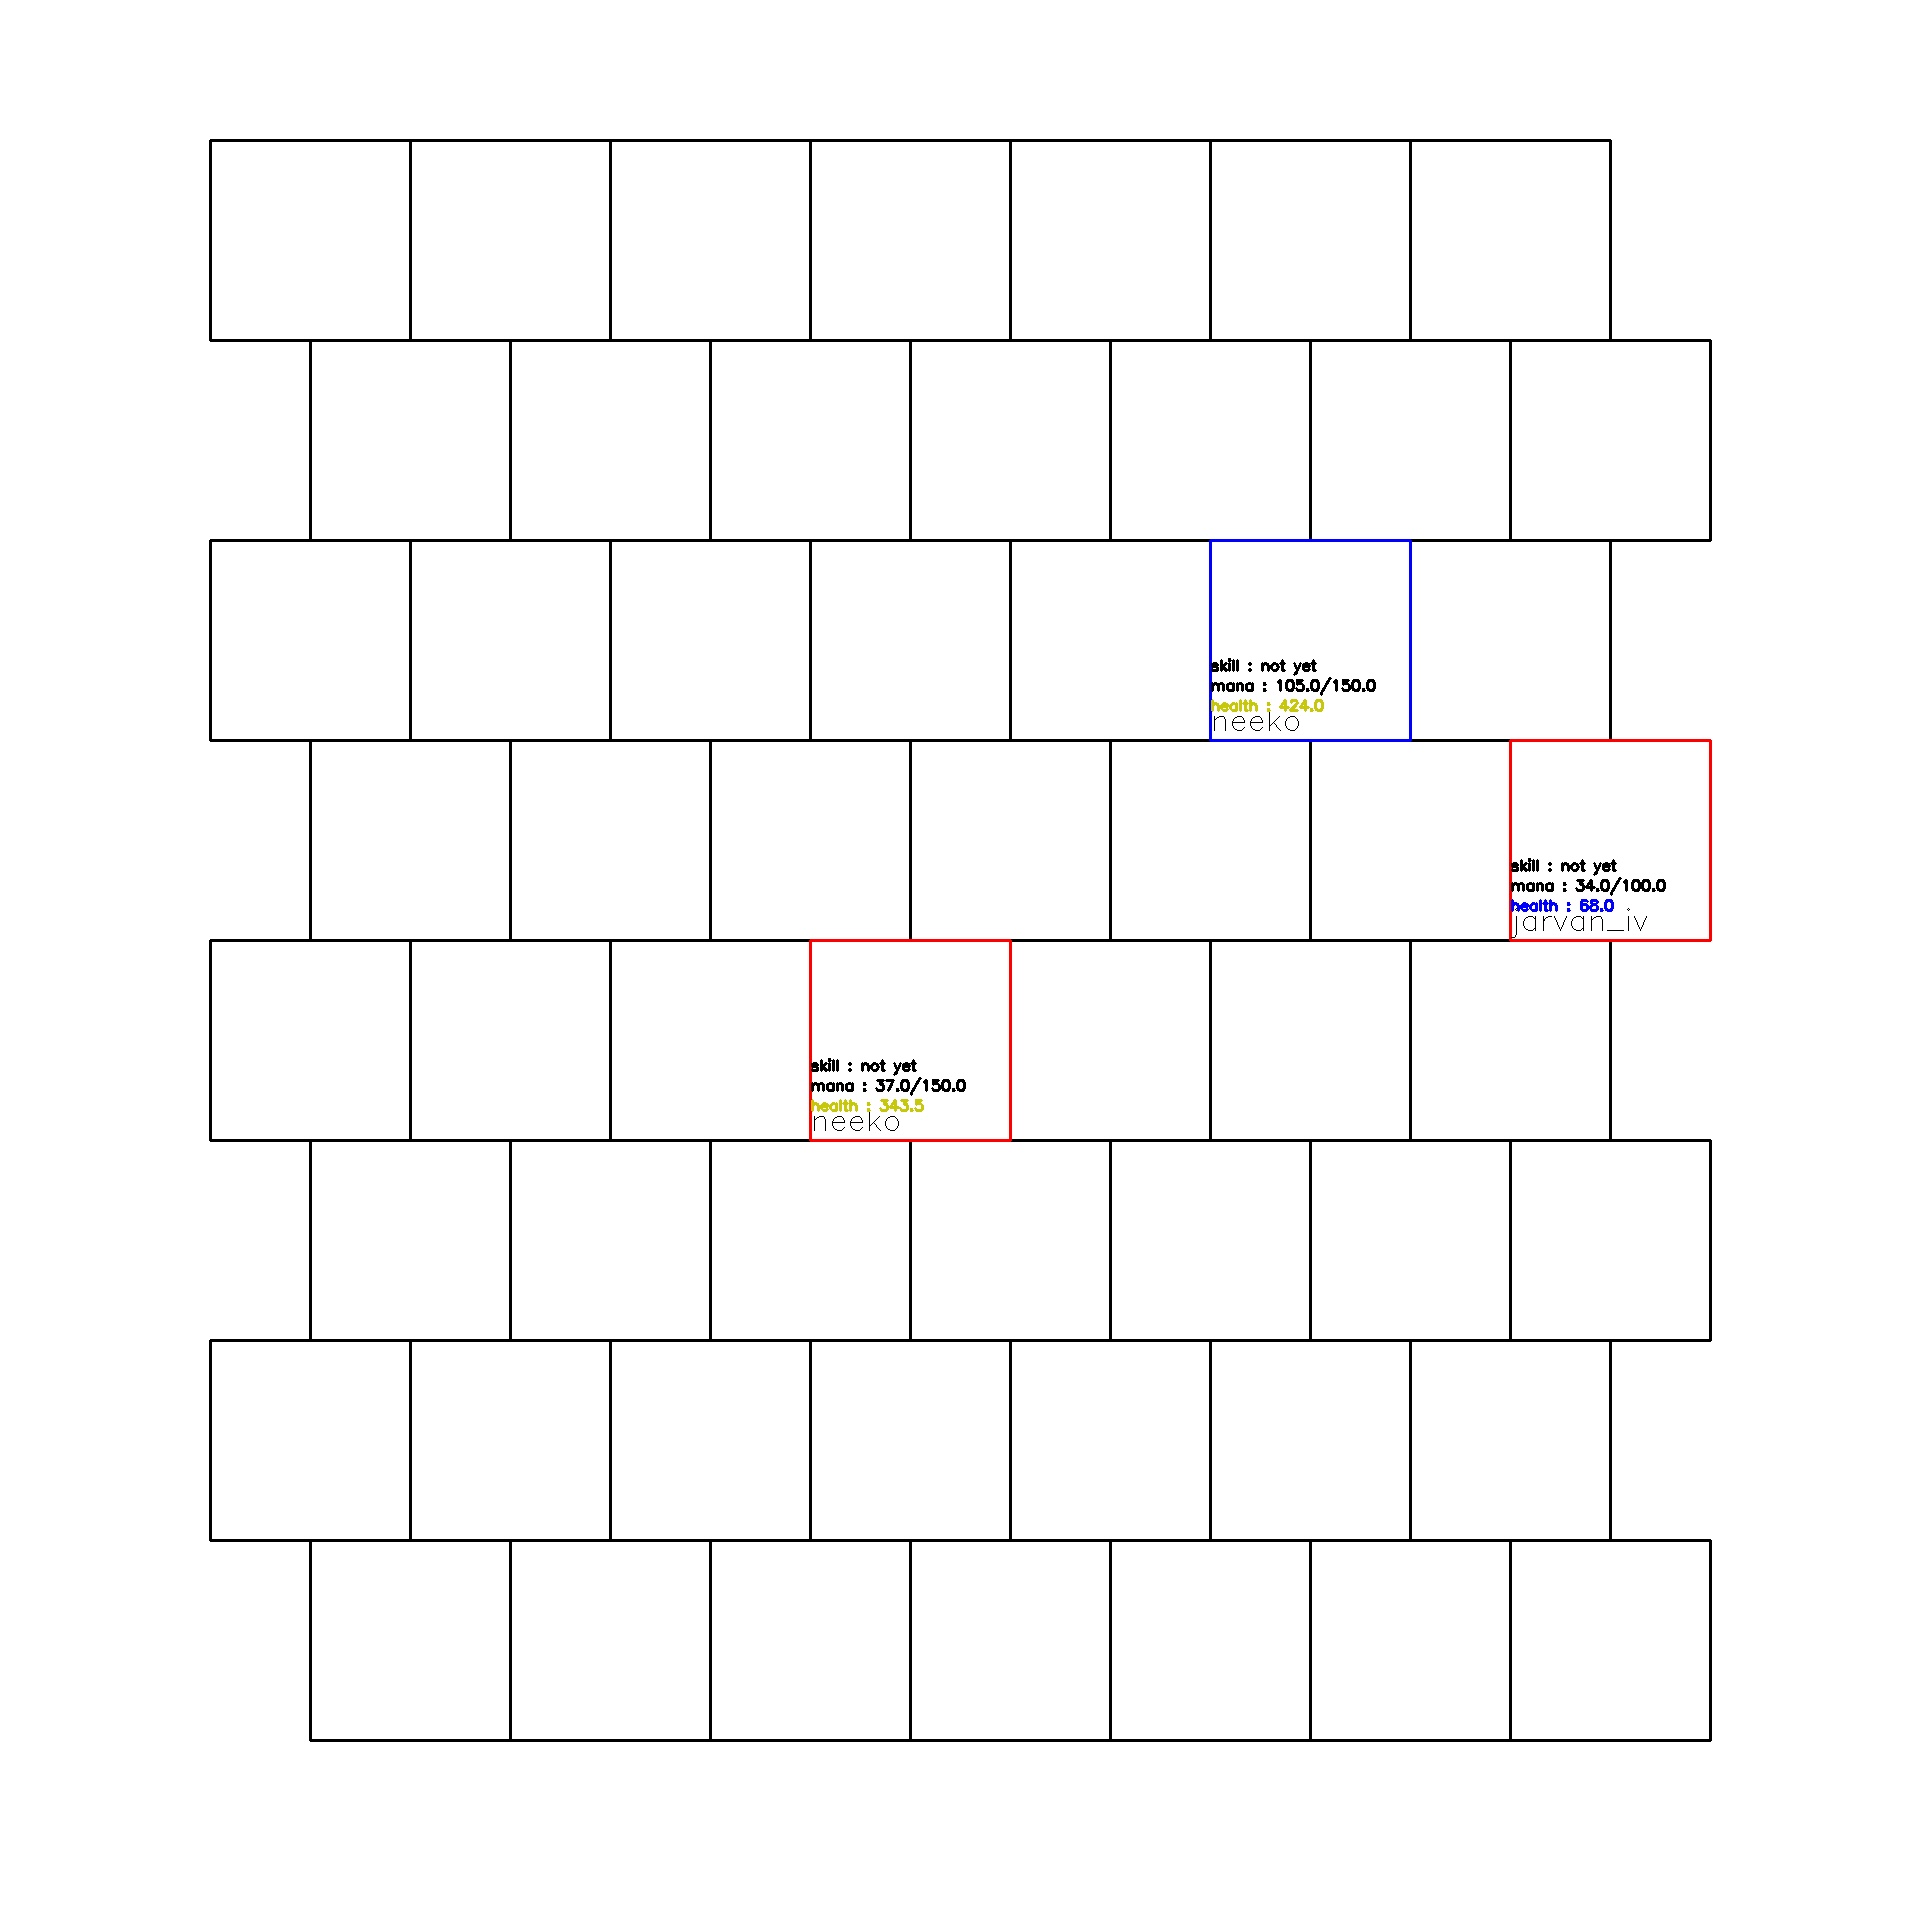 skill : not yet
mana : 105.0/150.0
health : 424.0
neeko
skill : not yet
mana : 34.0/100.0
health : 68.0
jarvan_iv
skill : not yet
mana : 37.0/150.0
health : 343.5
neeko